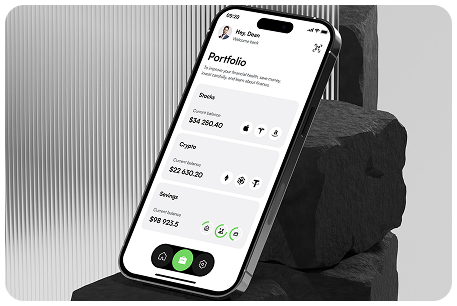 09:20
Hey, Dean
Welcome back
Portfolio
To improve your financial health, save money,
invest carefully, and learn about finance.
Stocks
Current balance
$34 250.40
Crypto
Current balance
$22 630.20
Savings
Current balance
$98 923.5